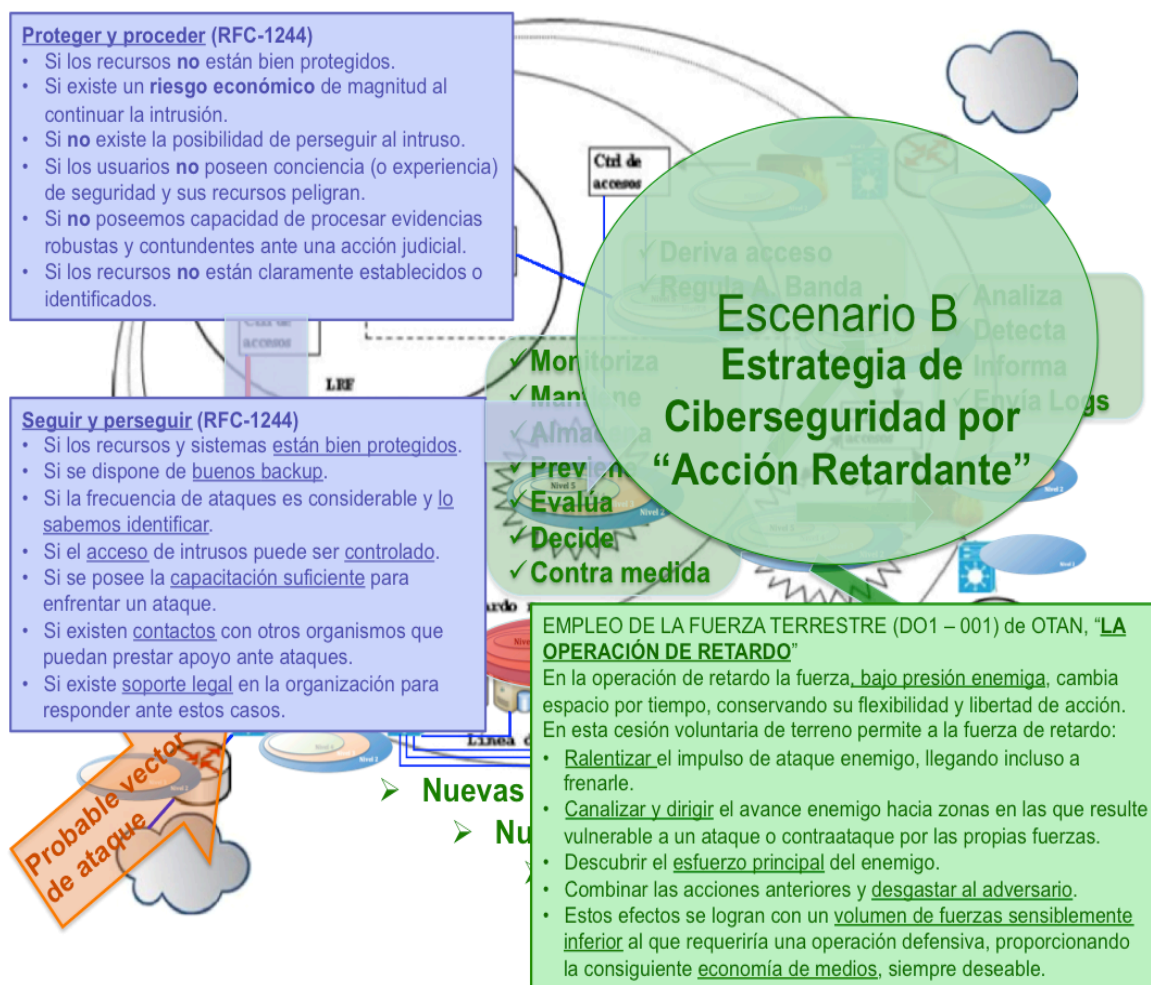 Proteger y proceder (RFC-1244)
• Si los recursos no están bien protegidos.
• Si existe un riesgo económico de magnitud al
continuar la intrusión.
• Si no existe la posibilidad de perseguir al intruso.
• Si los usuarios no poseen conciencia (o experiencia)
de seguridad y sus recursos peligran.
• Si no poseemos capacidad de procesar evidencias
robustas y contundentes ante una acción judicial.
• Si los recursos no están claramente establecidos o
identificados.
Ctrl de
accesos
✓ Deriva acceso
✓ Regula A. Banda
✓ Analiza
✓ Detecta
✓ Informa
✓ Envía Logs
Escenario B
Estrategia de
Ciberseguridad por
“Acción Retardante”
Ctrl de
accesos
LRF
✓ Monitoriza
✓ Mantiene
✓ Almacena
✓ Previene
✓ Evalúa
✓ Decide
✓ Contra medida
accesos
Nivel 5
Nivel 2
Seguir y perseguir (RFC-1244)
• Si los recursos y sistemas están bien protegidos.
• Si se dispone de buenos backup.
• Si la frecuencia de ataques es considerable y lo
sabemos identificar.
• Si el acceso de intrusos puede ser controlado.
• Si se posee la capacitación suficiente para
enfrentar un ataque.
• Si existen contactos con otros organismos que
puedan prestar apoyo ante ataques.
• Si existe soporte legal en la organización para
responder ante estos casos.
EMPLEO DE LA FUERZA TERRESTRE (DO1 – 001) de OTAN, “LA
OPERACIÓN DE RETARDO”
En la operación de retardo la fuerza, bajo presión enemiga, cambia
espacio por tiempo, conservando su flexibilidad y libertad de acción.
En esta cesión voluntaria de terreno permite a la fuerza de retardo:
• Ralentizar el impulso de ataque enemigo, llegando incluso a
frenarle.
• Canalizar y dirigir el avance enemigo hacia zonas en las que resulte
vulnerable a un ataque o contraataque por las propias fuerzas.
• Descubrir el esfuerzo principal del enemigo.
• Combinar las acciones anteriores y desgastar al adversario.
• Estos efectos se logran con un volumen de fuerzas sensiblemente
inferior al que requeriría una operación defensiva, proporcionando
la consiguiente economía de medios, siempre deseable.
➢ Nuevas
➢ Nu
Probable vector
de ataque